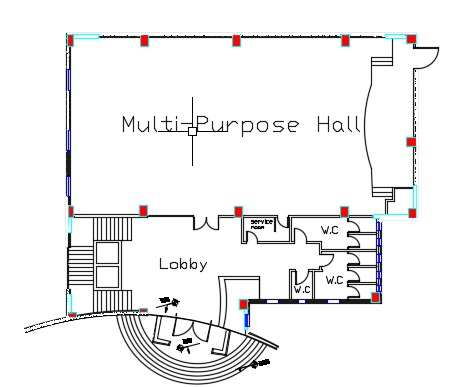 Multi-Purpose Hall
service
room
W.C
Lobby
W.C
W.C